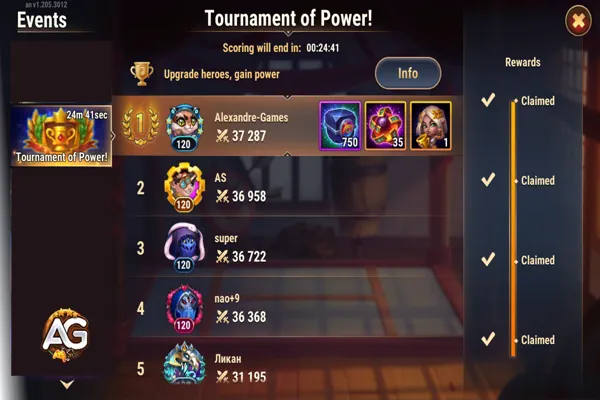 an v1.205.3012
Events
Tournament of Power!
Scoring will end in: 00:24:41
Upgrade heroes, gain power
Info
Rewards
24m 41sec
"Tournament of Power!
1
120
Alexandre-Games
37 287
750
35
1
Claimed
2
120
AS
36 958
Claimed
3
120
super
36 722
Claimed
4
120
nao+9
36 368
Claimed
AG
5
Ликан
31 195